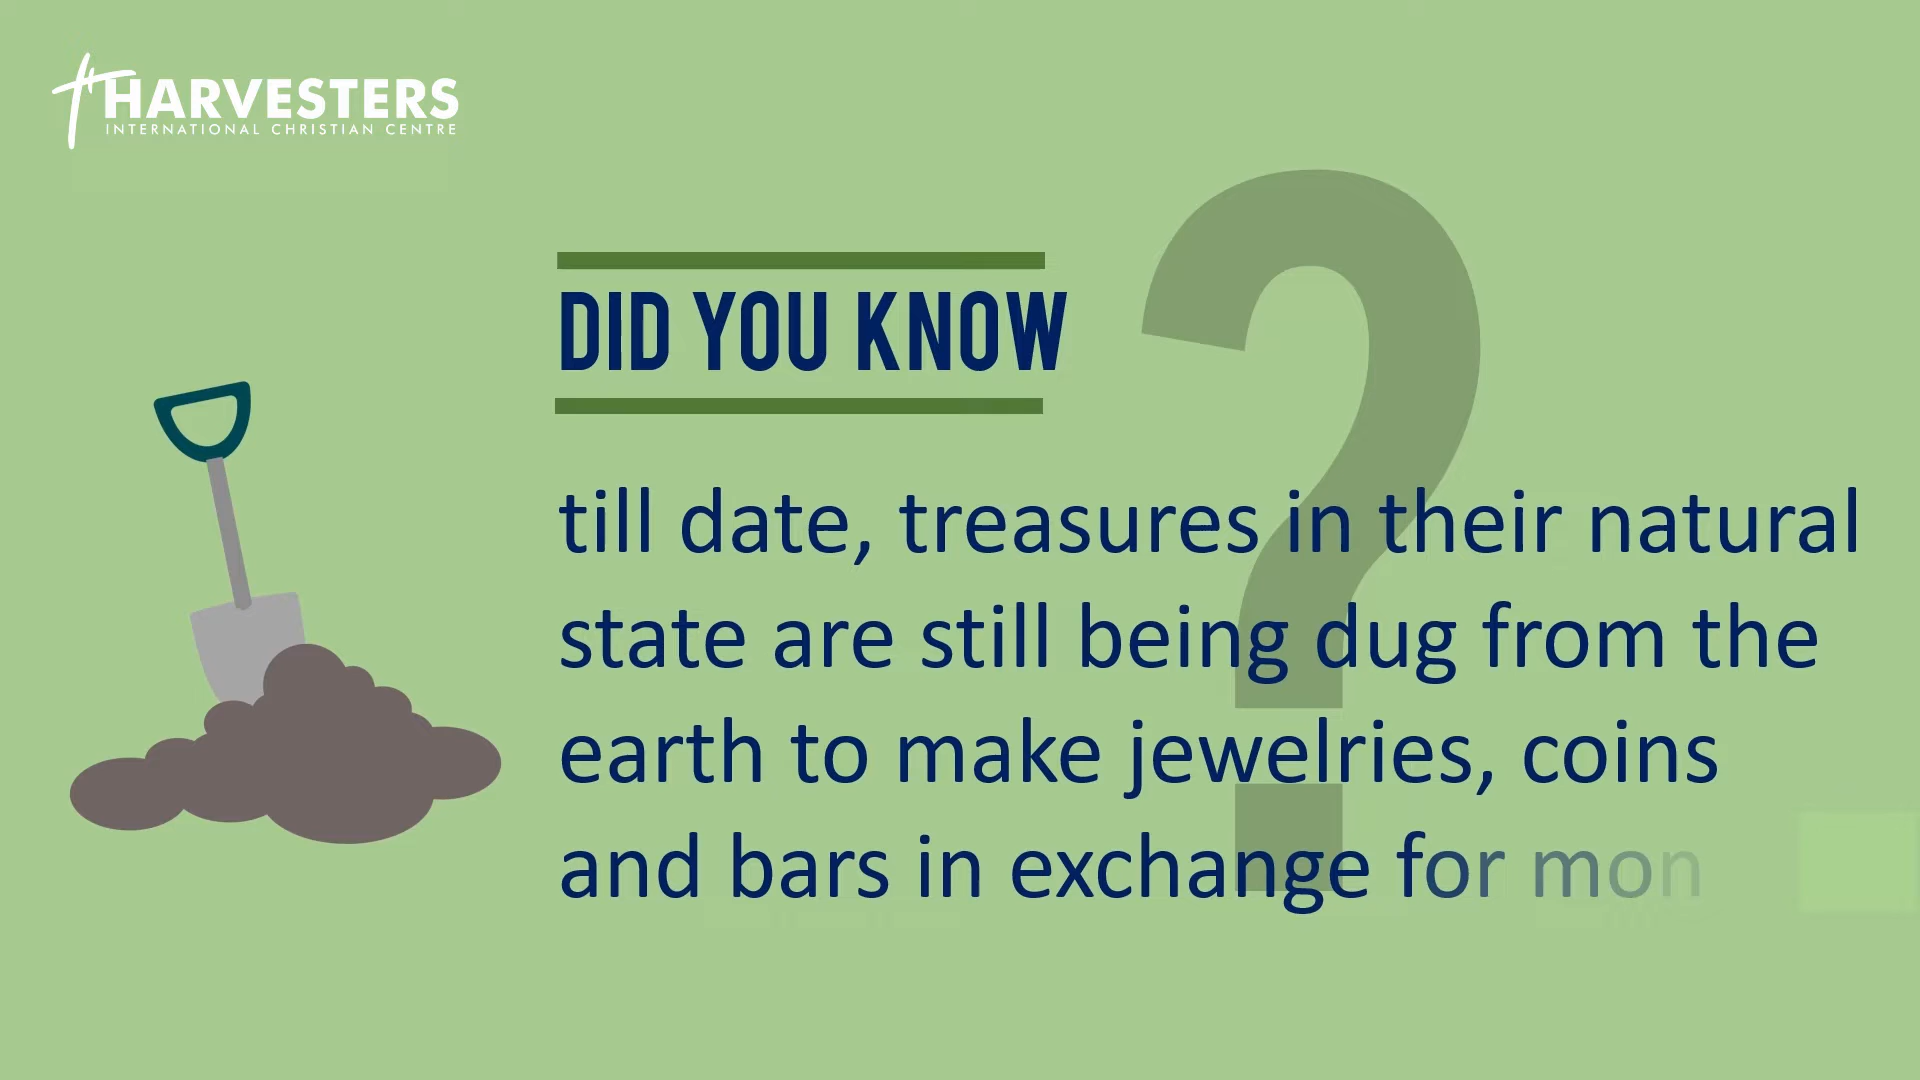 HARVESTERS
INTERNATIONAL CHRISTIAN CENTRE
DID YOU KNOW
?
till date, treasures in their natural
state are still being dug from the
earth to make jewelries, coins
and bars in exchange for mon